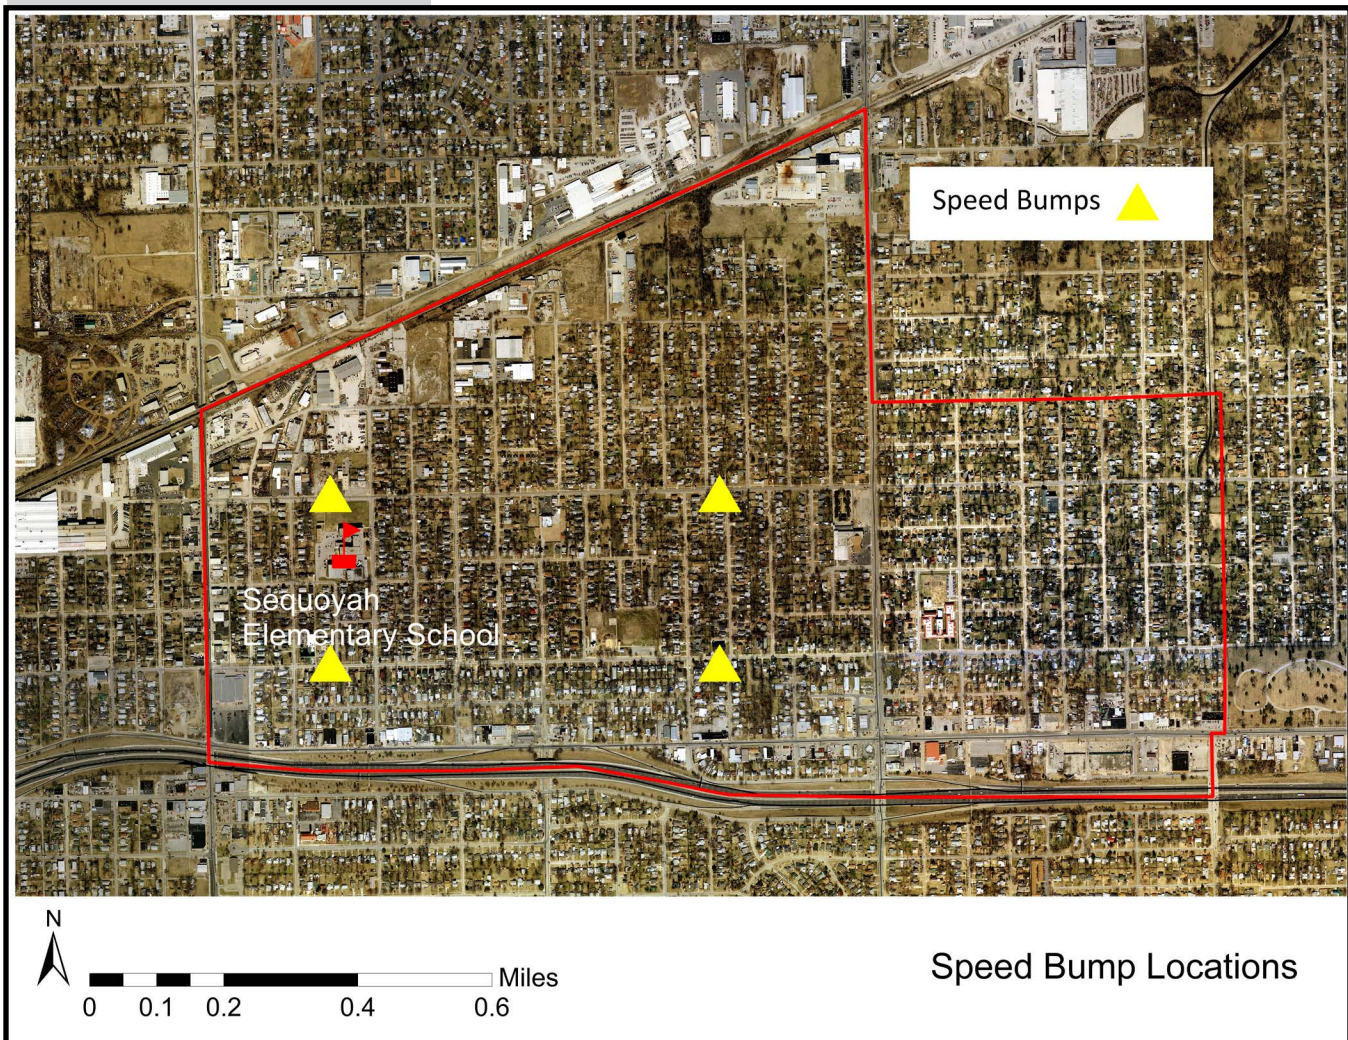 Speed Bumps
Sequoyah
Elementary School
N
Miles
0 0.1 0.2 0.4 0.6
Speed Bump Locations